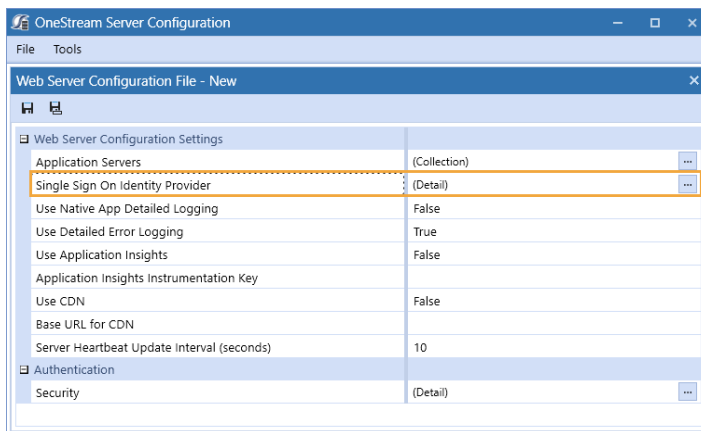 OneStream Server Configuration
File Tools
Web Server Configuration File - New
Web Server Configuration Settings
Application Servers (Collection) ...
Single Sign On Identity Provider (Detail) ...
Use Native App Detailed Logging False
Use Detailed Error Logging True
Use Application Insights False
Application Insights Instrumentation Key
Use CDN False
Base URL for CDN
Server Heartbeat Update Interval (seconds) 10
Authentication
Security (Detail) ...